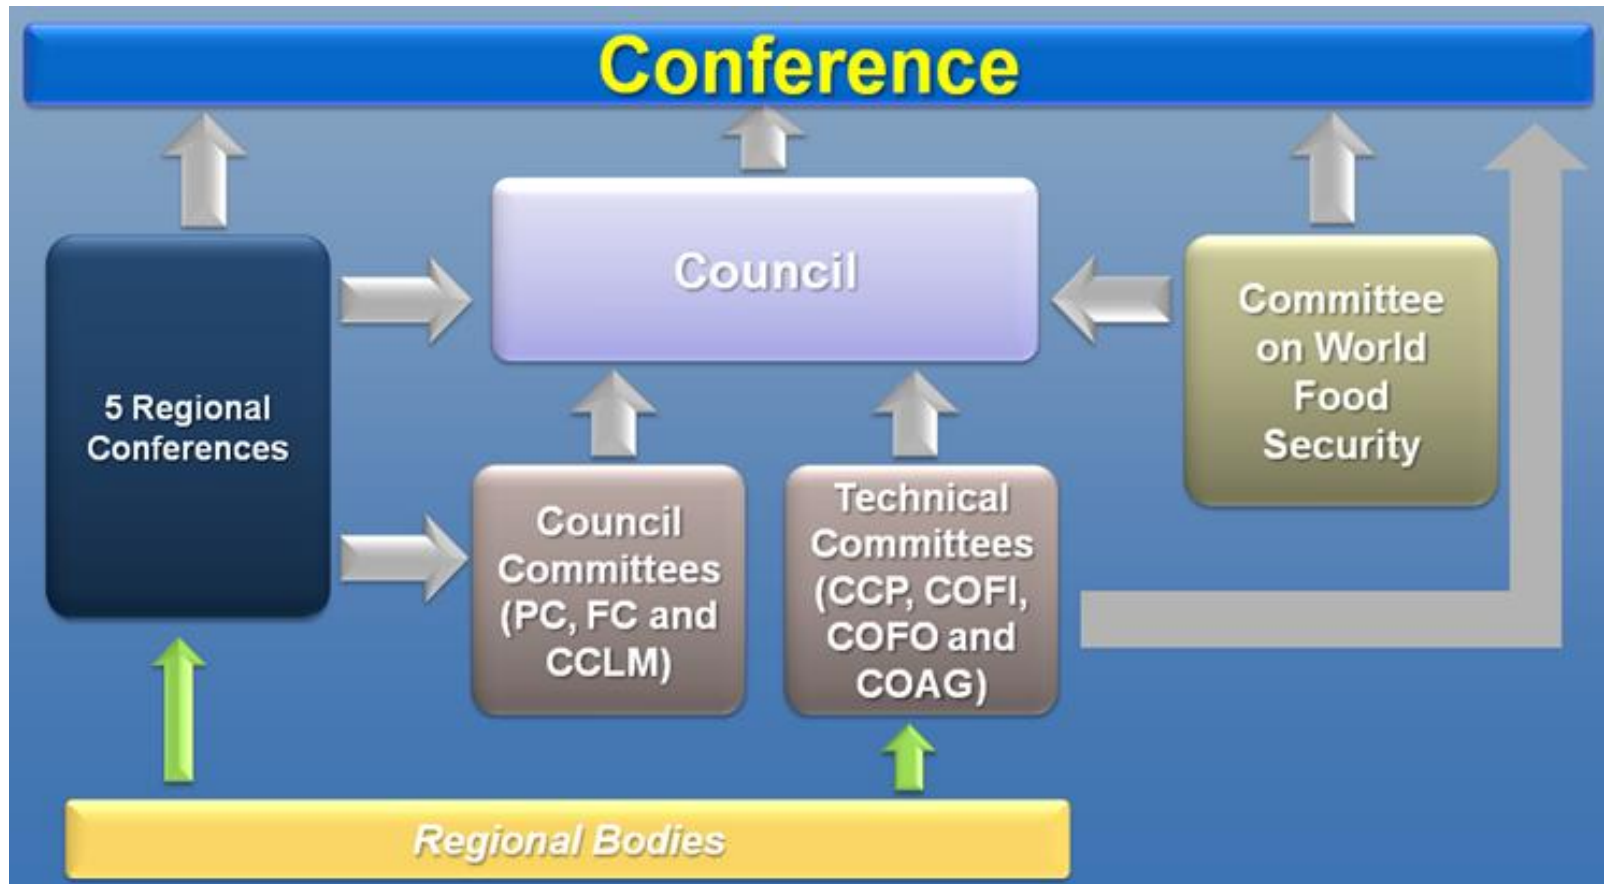 Conference
Council
5 Regional
Conferences
Committee
on World
Food
Security
Council
Committees
(PC, FC and
CCLM)
Technical
Committees
(CCP, COFI,
COFO and
COAG)
Regional Bodies